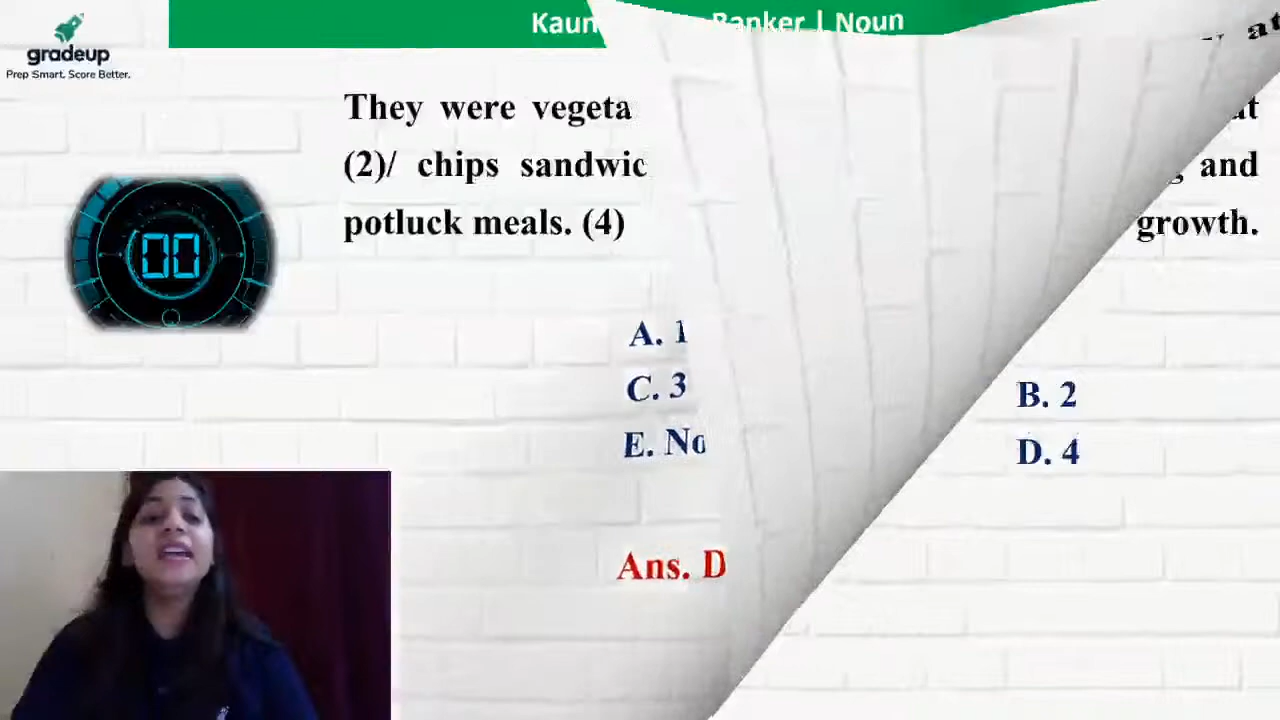 gradeup
Prep Smart. Score Better.
Kaun Banker | Noun
They were vegeta at
(2)/ chips sandwic and
potluck meals. (4) growth.
00
A. 1
B. 2
C. 3
D. 4
E. No
Ans. D